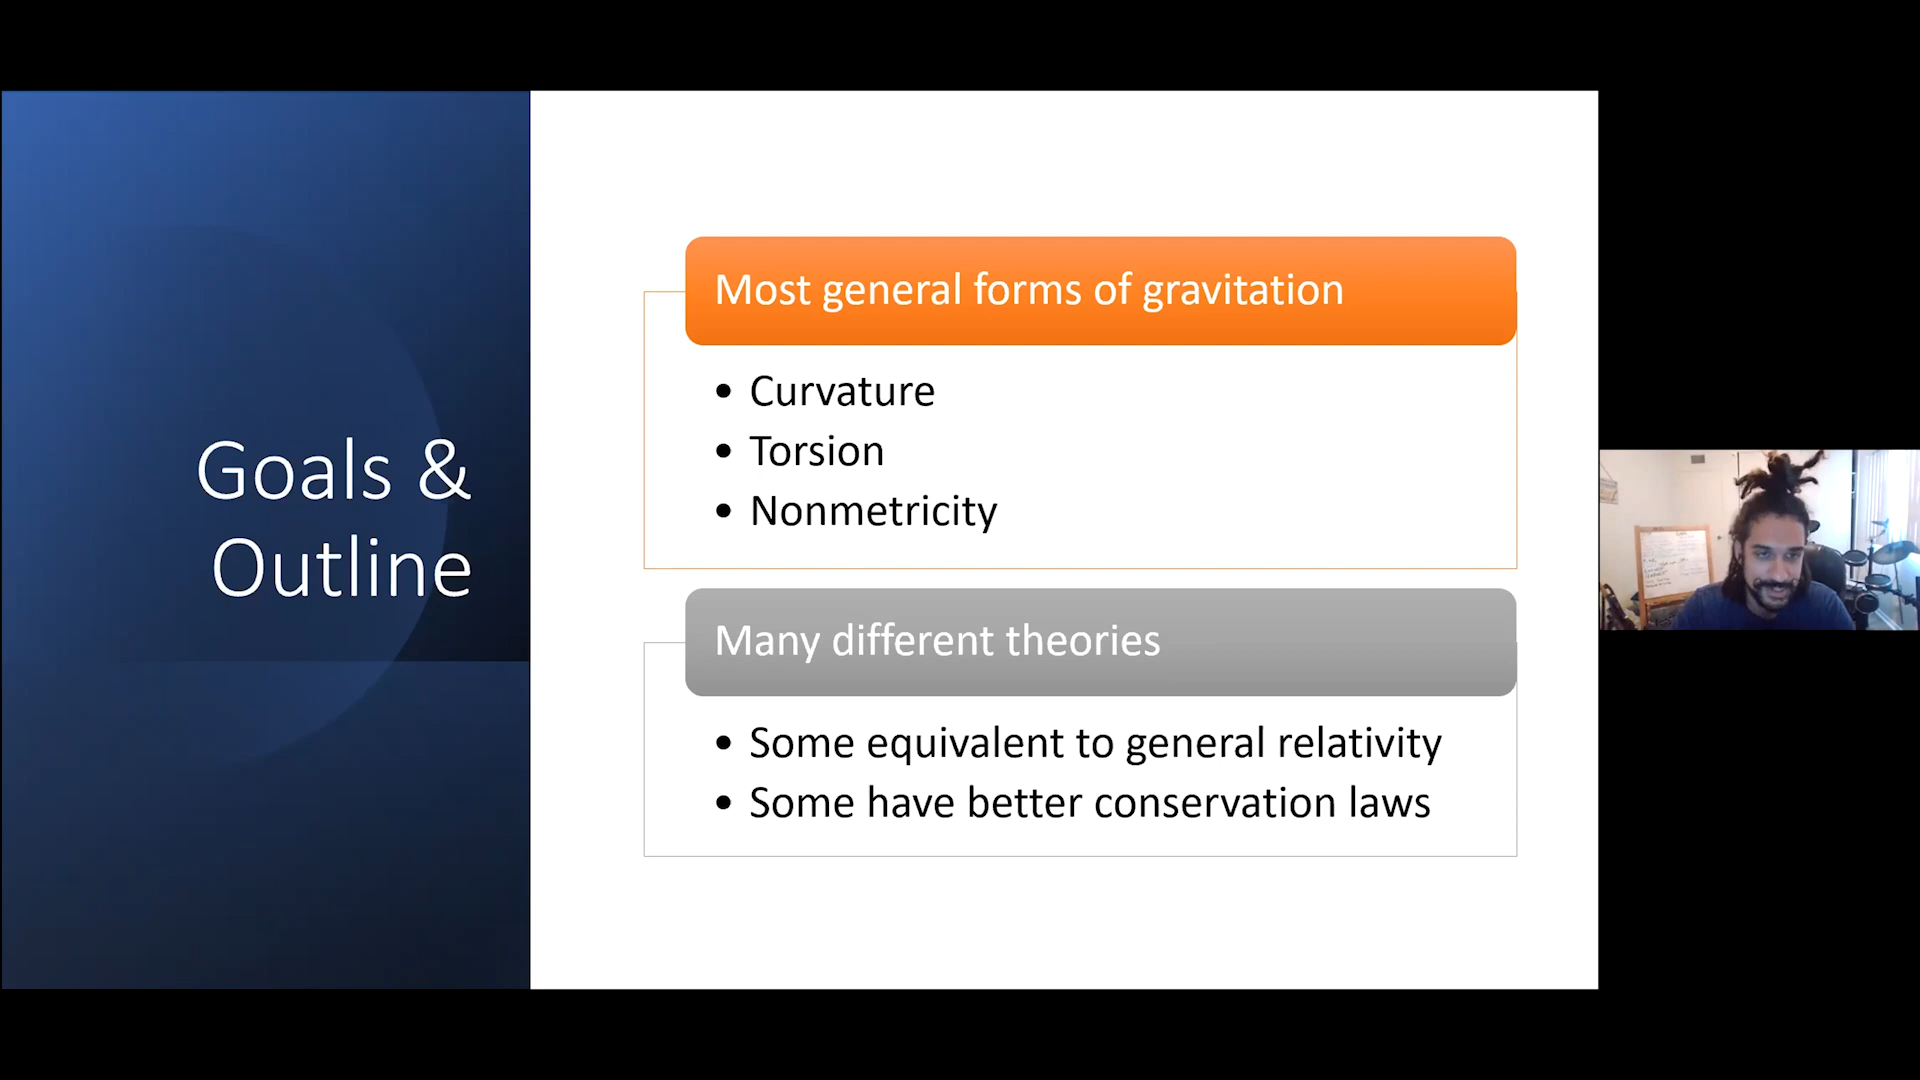 Goals &
Outline
Most general forms of gravitation
• Curvature
• Torsion
• Nonmetricity
Many different theories
• Some equivalent to general relativity
• Some have better conservation laws